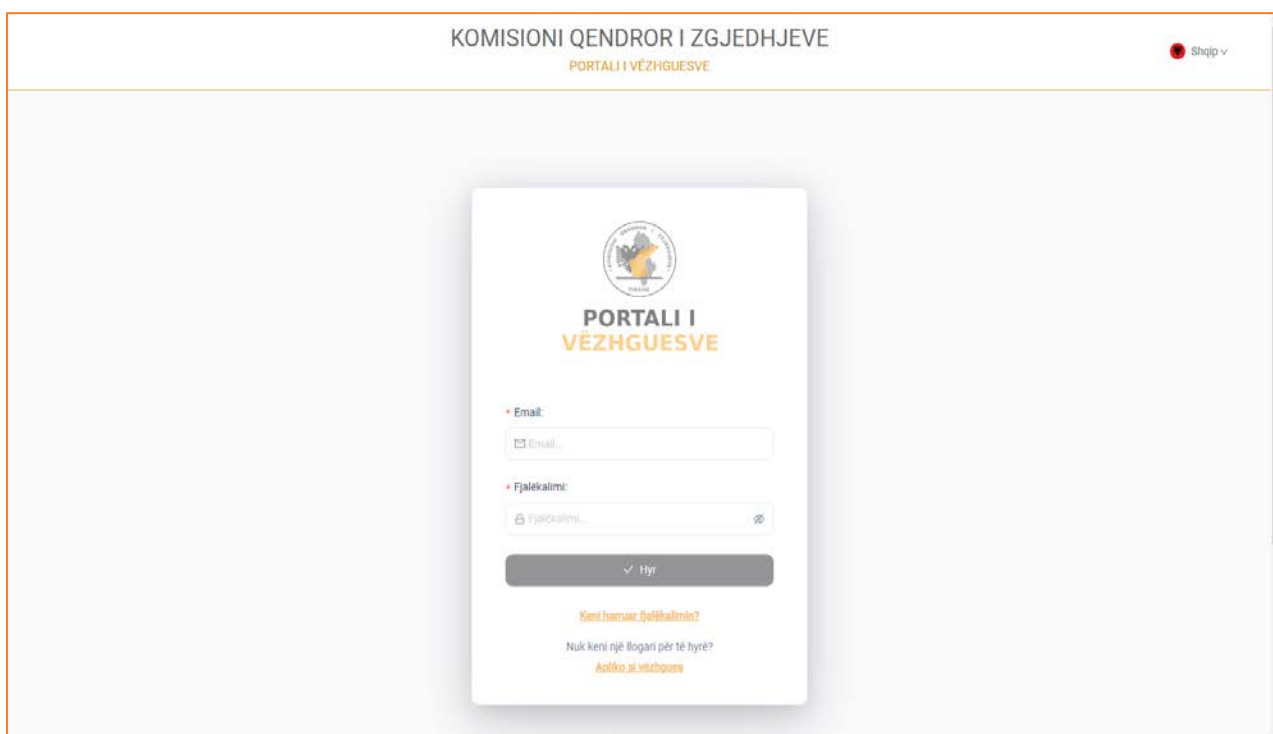 KOMISIONI QENDROR I ZGJEDHJEVE
PORTALI I VËZHGUESVE
Shqip
PORTALI I
VËZHGUESVE
* Email:
Email...
* Fjalëkalimi:
Fjalëkalimi...
Hyr
Keni harruar fjalëkalimin?
Nuk keni një llogari për të hyrë?
Apliko si vëzhgues